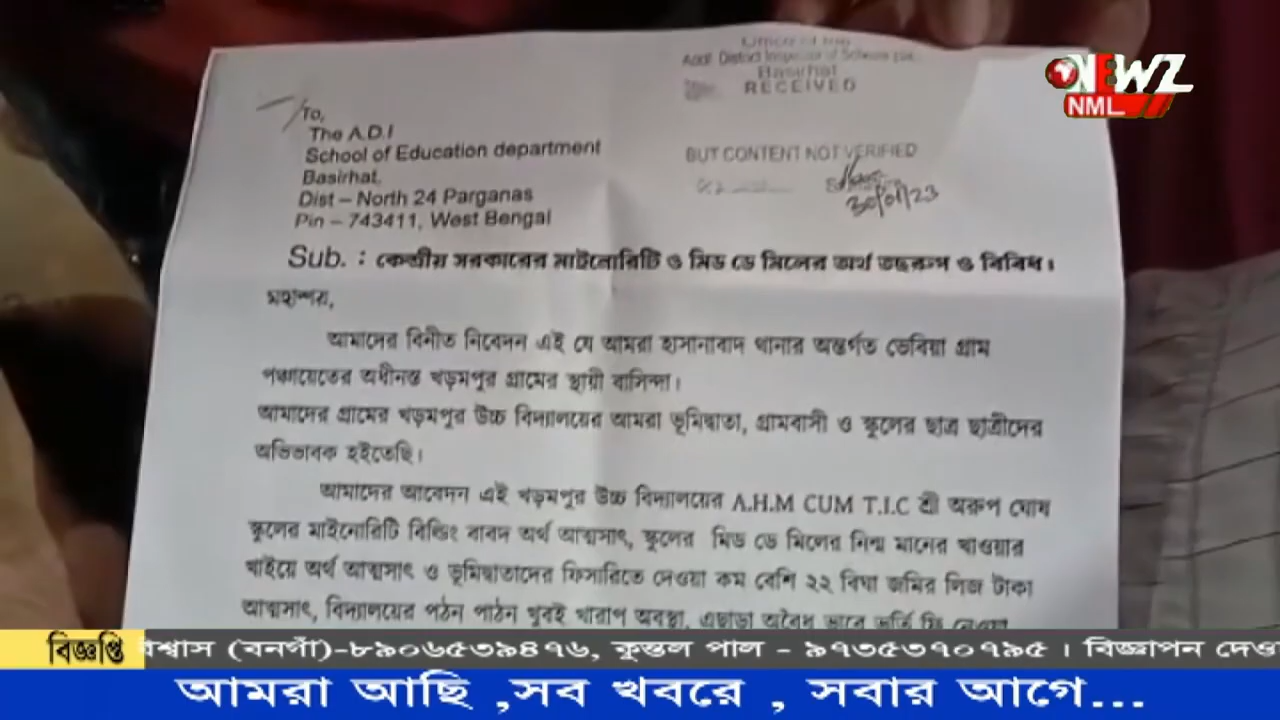 Office of the
Addl. District Inspector of Schools
Basirhat
RECEIVED
NEWZ
NML
To,
The A.D.I
School of Education department
Basirhat,
Dist – North 24 Parganas
Pin – 743411, West Bengal
BUT CONTENT NOT VERIFIED
30/01/23
Sub. : কেন্দ্রীয় সরকারের মাইনোরিটি ও মিড ডে মিলের অর্থ তছরুপ ও বিবিধ।
মহাশয়,
আমাদের বিনীত নিবেদন এই যে আমরা হাসানাবাদ থানার অন্তর্গত ভেবিয়া গ্রাম
পঞ্চায়েতের অধীনস্ত খড়মপুর গ্রামের স্থায়ী বাসিন্দা।
আমাদের গ্রামের খড়মপুর উচ্চ বিদ্যালয়ের আমরা ভূমিদ্বাতা, গ্রামবাসী ও স্কুলের ছাত্র ছাত্রীদের
অভিভাবক হইতেছি।
আমাদের আবেদন এই খড়মপুর উচ্চ বিদ্যালয়ের A.H.M CUM T.I.C শ্রী অরুপ ঘোষ
স্কুলের মাইনোরিটি বিল্ডিং বাবদ অর্থ আত্মসাৎ, স্কুলের মিড ডে মিলের নিম্ন মানের খাওয়ার
খাইয়ে অর্থ আত্মসাৎ ও ভূমিদ্বাতাদের ফিসারিতে দেওয়া কম বেশি ২২ বিঘা জমির লিজ টাকা
আত্মসাৎ, বিদ্যালয়ের পঠন পাঠন খুবই খারাপ অবস্থা, এছাড়া অবৈধ ভাবে ভর্তি ফি নেওয়া
বিজ্ঞপ্তি বিশ্বাস (বনগাঁ)-৮৯০৬৫৩৯৪৭৬, কুন্তল পাল - ৯৭৩৫৩৭০৭৯৫ । বিজ্ঞাপন দেওয়
আমরা আছি ,সব খবরে , সবার আগে...